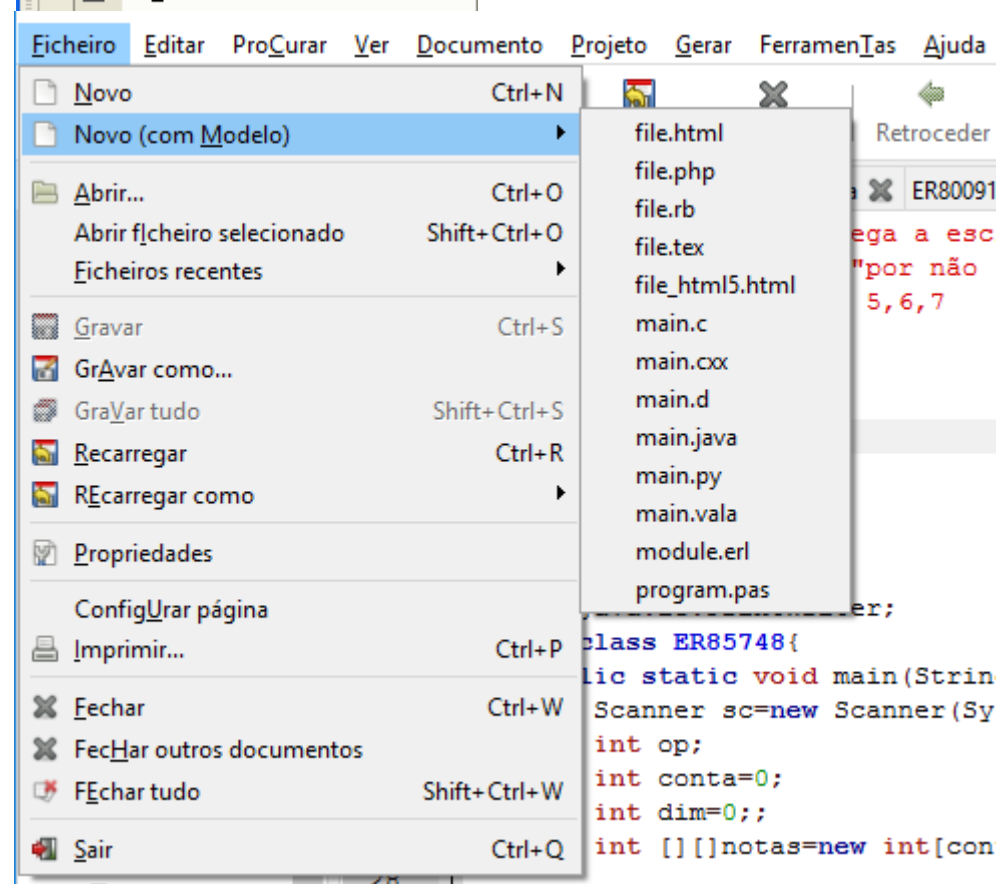 Ficheiro Editar ProCurar Ver Documento Projeto Gerar FerramenTas Ajuda
Novo Ctrl+N
Novo (com Modelo)
Abrir... Ctrl+O
Abrir fIcheiro selecionado Shift+Ctrl+O
Ficheiros recentes
Gravar Ctrl+S
GrAvar como...
GraVar tudo Shift+Ctrl+S
Recarregar Ctrl+R
REcarregar como
Propriedades
ConfigUrar página
Imprimir... Ctrl+P
Fechar Ctrl+W
FecHar outros documentos
FEchar tudo Shift+Ctrl+W
Sair Ctrl+Q
file.html
file.php
file.rb
file.tex
file_html5.html
main.c
main.cxx
main.d
main.java
main.py
main.vala
module.erl
program.pas
Retroceder
ER80091
ega a esc
"por não
5,6,7
er;
class ER85748{
lic static void main(Strin
Scanner sc=new Scanner(Sy
int op;
int conta=0;
int dim=0;;
int [][]notas=new int[con
28